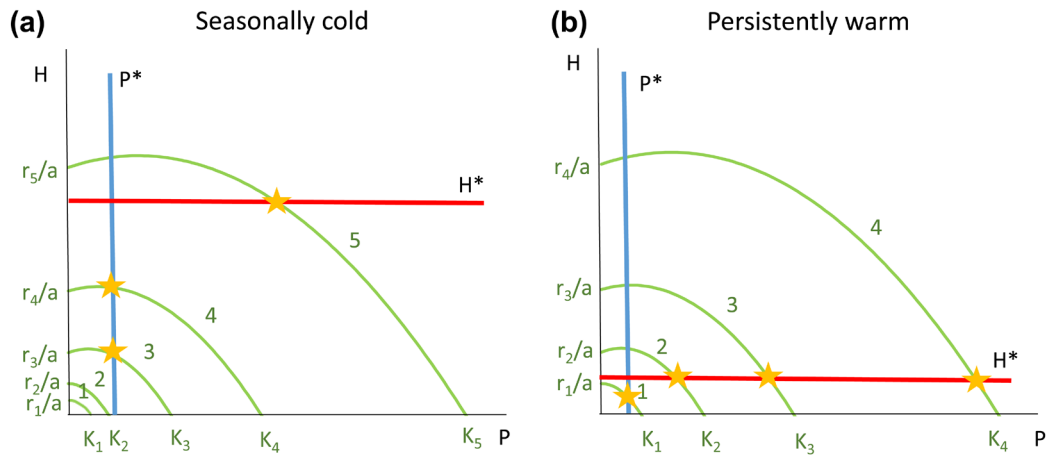 (a) Seasonally cold
H
P*
r₅/a
H*
5
r₄/a
4
r₃/a
3
r₂/a
2
1
r₁/a
K₁ K₂ K₃ K₄ K₅ P
(b) Persistently warm
H
P*
r₄/a
4
r₃/a
3
r₂/a
2
H*
r₁/a
1
K₁ K₂ K₃ K₄ P